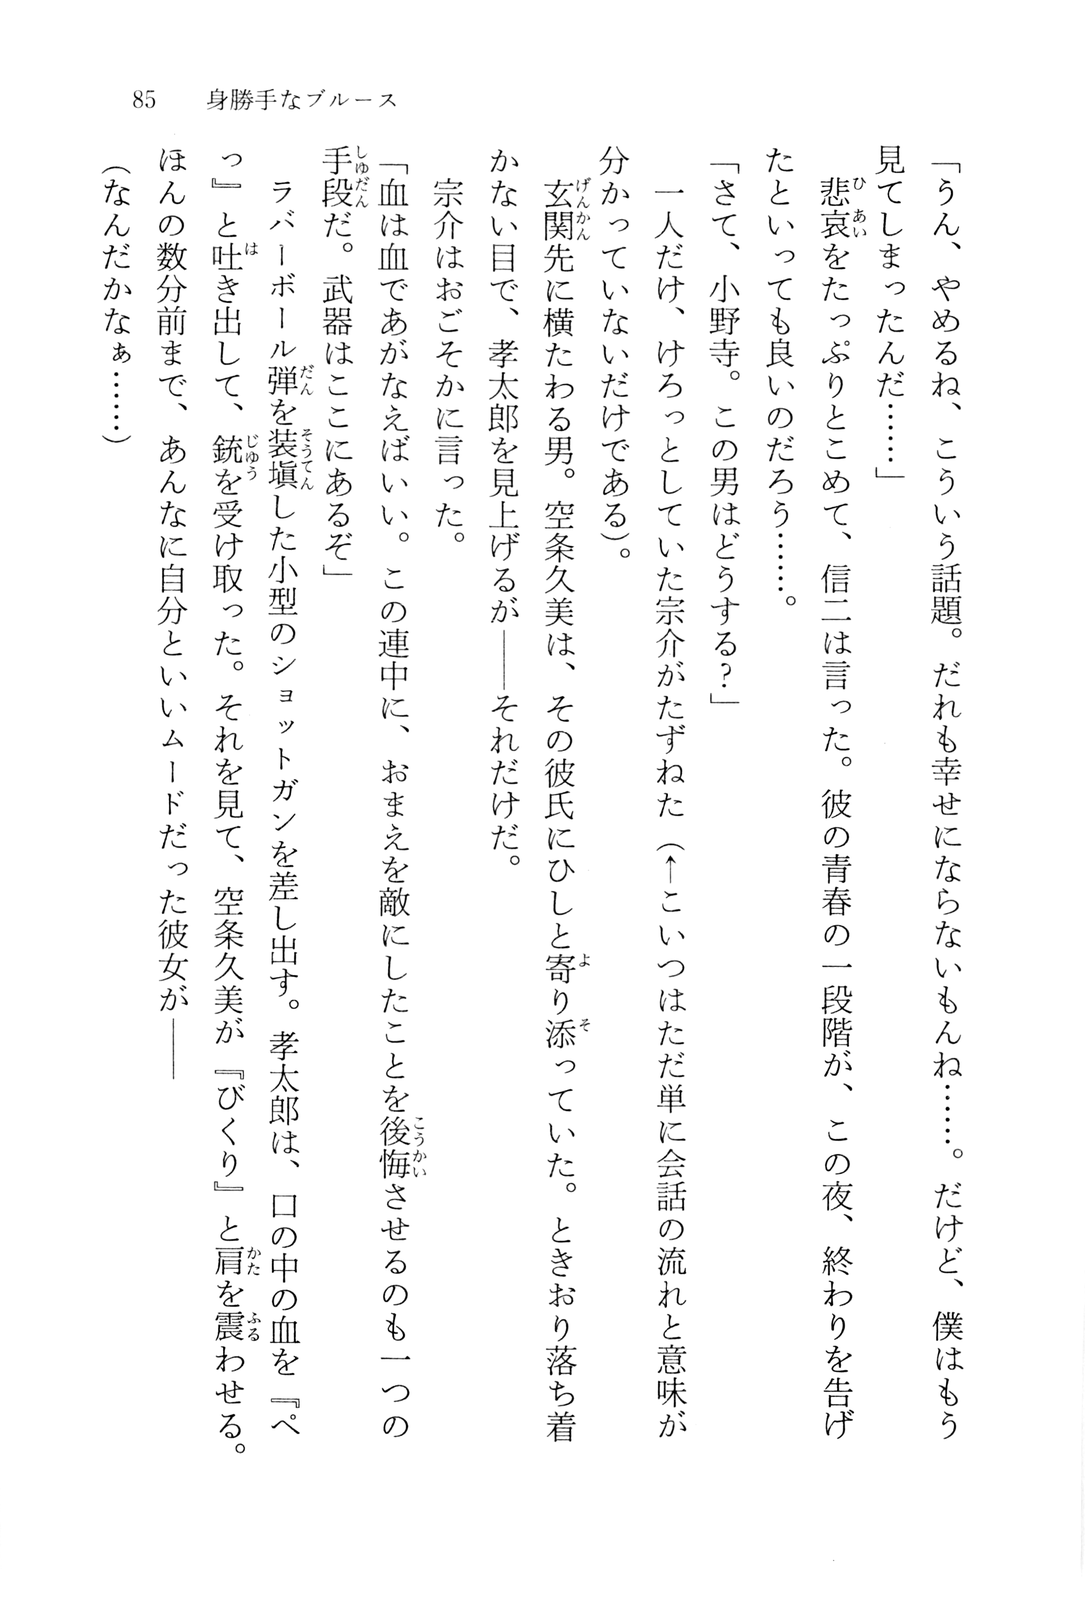 85　身勝手なブルース
「うん、やめるね、こういう話題。だれも幸せにならないもんね……。だけど、僕はもう
見てしまったんだ……」
　悲哀をたっぷりとこめて、信二は言った。彼の青春の一段階が、この夜、終わりを告げ
たといっても良いのだろう……。
「さて、小野寺。この男はどうする？」
　一人だけ、けろっとしていた宗介がたずねた（↑こいつはただ単に会話の流れと意味が
分かっていないだけである）。
　玄関先に横たわる男。空条久美は、その彼氏にひしと寄り添っていた。ときおり落ち着
かない目で、孝太郎を見上げるが――それだけだ。
　宗介はおごそかに言った。
「血は血であがなえばいい。この連中に、おまえを敵にしたことを後悔させるのも一つの
手段だ。武器はここにあるぞ」
　ラバーボール弾を装塡した小型のショットガンを差し出す。孝太郎は、口の中の血を『ペ
っ』と吐き出して、銃を受け取った。それを見て、空条久美が『びくり』と肩を震わせる。
ほんの数分前まで、あんなに自分といいムードだった彼女が――
（なんだかなぁ……）